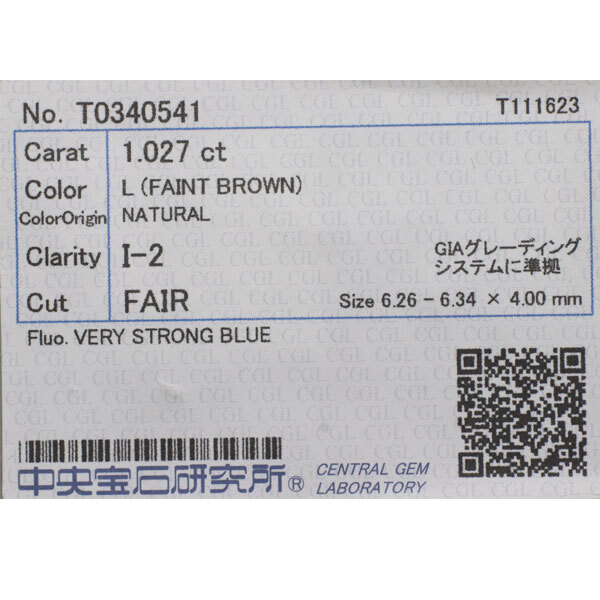 No. T0340541
T111623
Carat 1.027 ct
Color L (FAINT BROWN)
ColorOrigin NATURAL
Clarity I-2
GIAグレーディング
システムに準拠
Cut FAIR
Size 6.26 - 6.34 × 4.00 mm
Fluo. VERY STRONG BLUE
中央宝石研究所®
CENTRAL GEM
LABORATORY